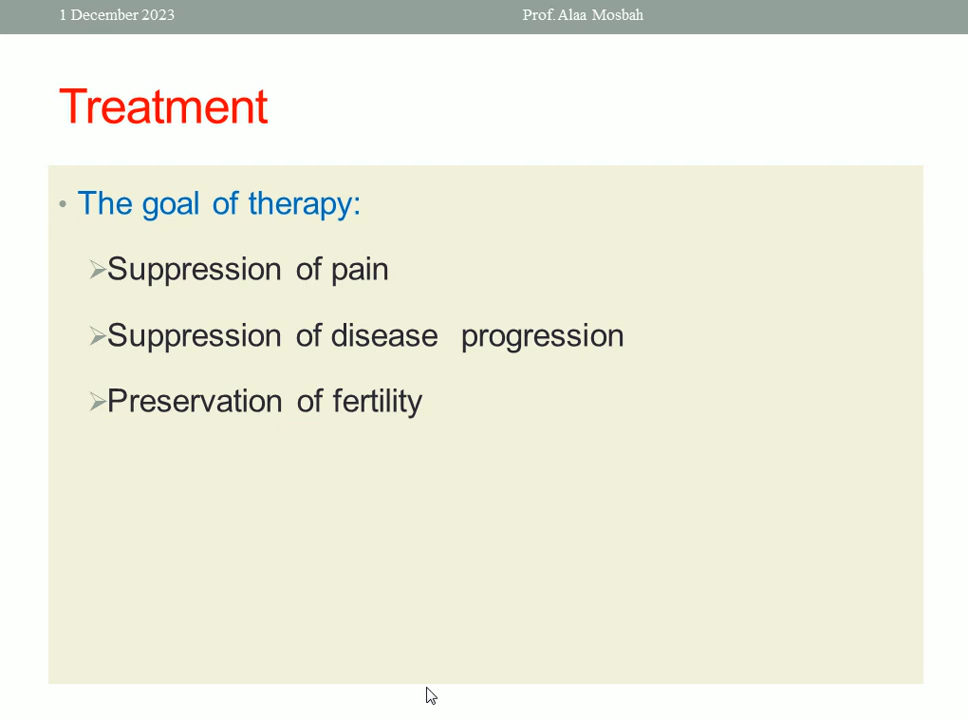 1 December 2023
Prof. Alaa Mosbah
Treatment
• The goal of therapy:
➢Suppression of pain
➢Suppression of disease progression
➢Preservation of fertility